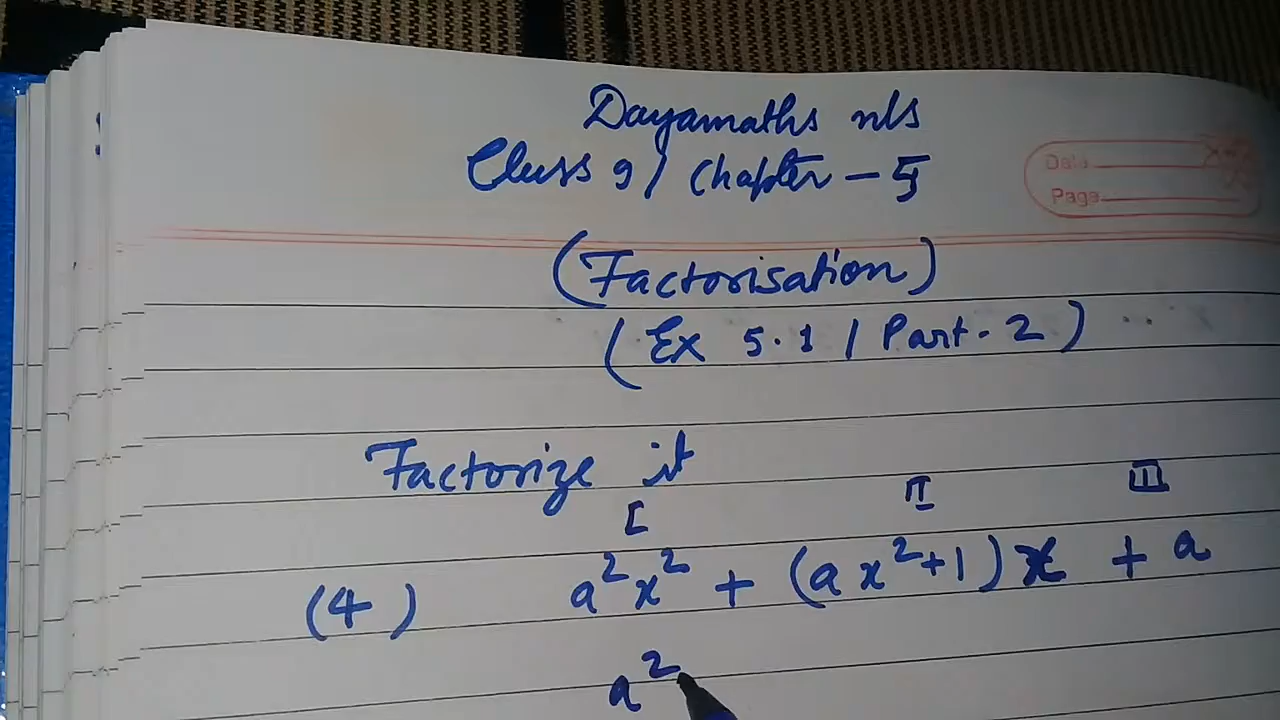 Dayamaths nls
Class 9 / Chapter - 5
Date
Page
(Factorisation)
(Ex 5.1 / Part - 2)
Factorize it
I II III
(4) a²x² + (ax²+1)x + a
a²